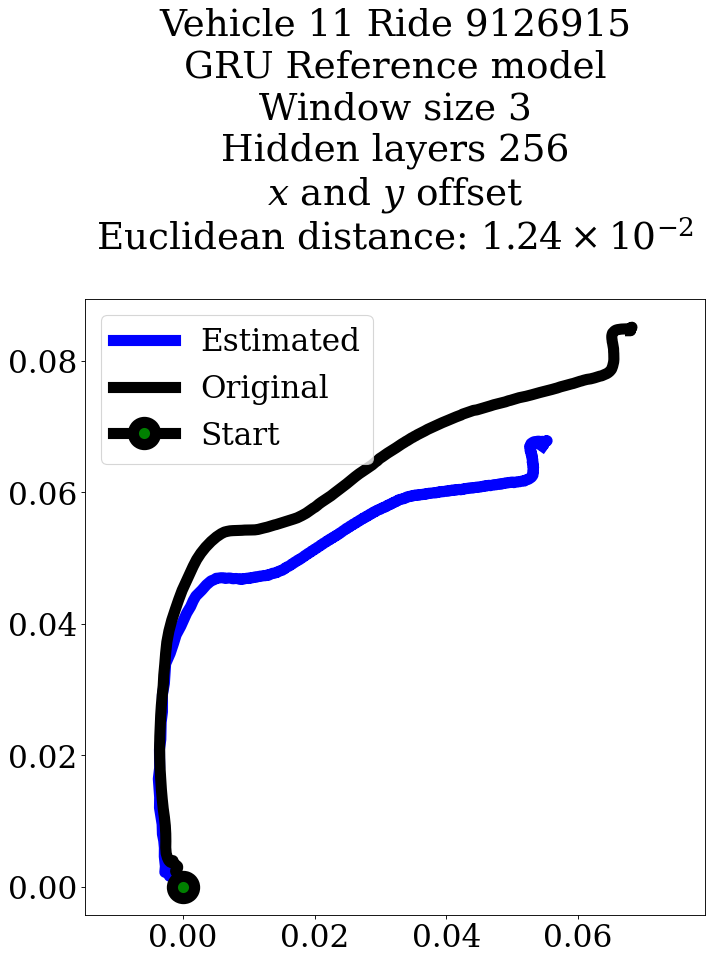 Vehicle 11 Ride 9126915
GRU Reference model
Window size 3
Hidden layers 256
x and y offset
Euclidean distance: 1.24 × 10⁻²
Estimated
Original
Start
0.08
0.06
0.04
0.02
0.00
0.00 0.02 0.04 0.06